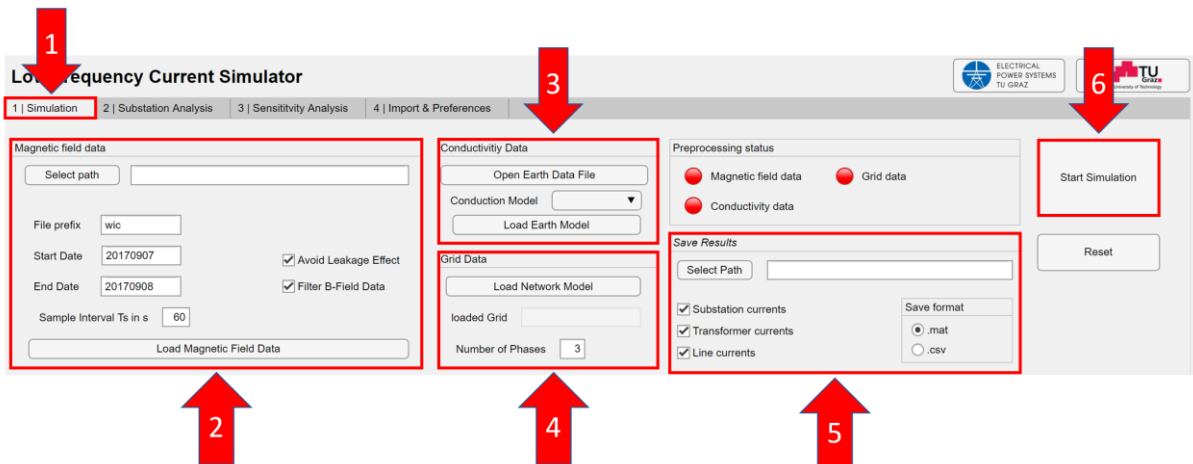 1
3
6
Low Frequency Current Simulator
ELECTRICAL
POWER SYSTEMS
TU GRAZ
TU
Graz
University of Technology
1 | Simulation
2 | Substation Analysis
3 | Sensititvity Analysis
4 | Import & Preferences
Magnetic field data
Select path
File prefix
wic
Start Date
20170907
Avoid Leakage Effect
End Date
20170908
Filter B-Field Data
Sample Interval Ts in s
60
Load Magnetic Field Data
Conductivitiy Data
Open Earth Data File
Conduction Model
Load Earth Model
Grid Data
Load Network Model
loaded Grid
Number of Phases
3
Preprocessing status
Magnetic field data
Grid data
Conductivity data
Save Results
Select Path
Substation currents
Transformer currents
Line currents
Save format
.mat
.csv
Start Simulation
Reset
2
4
5